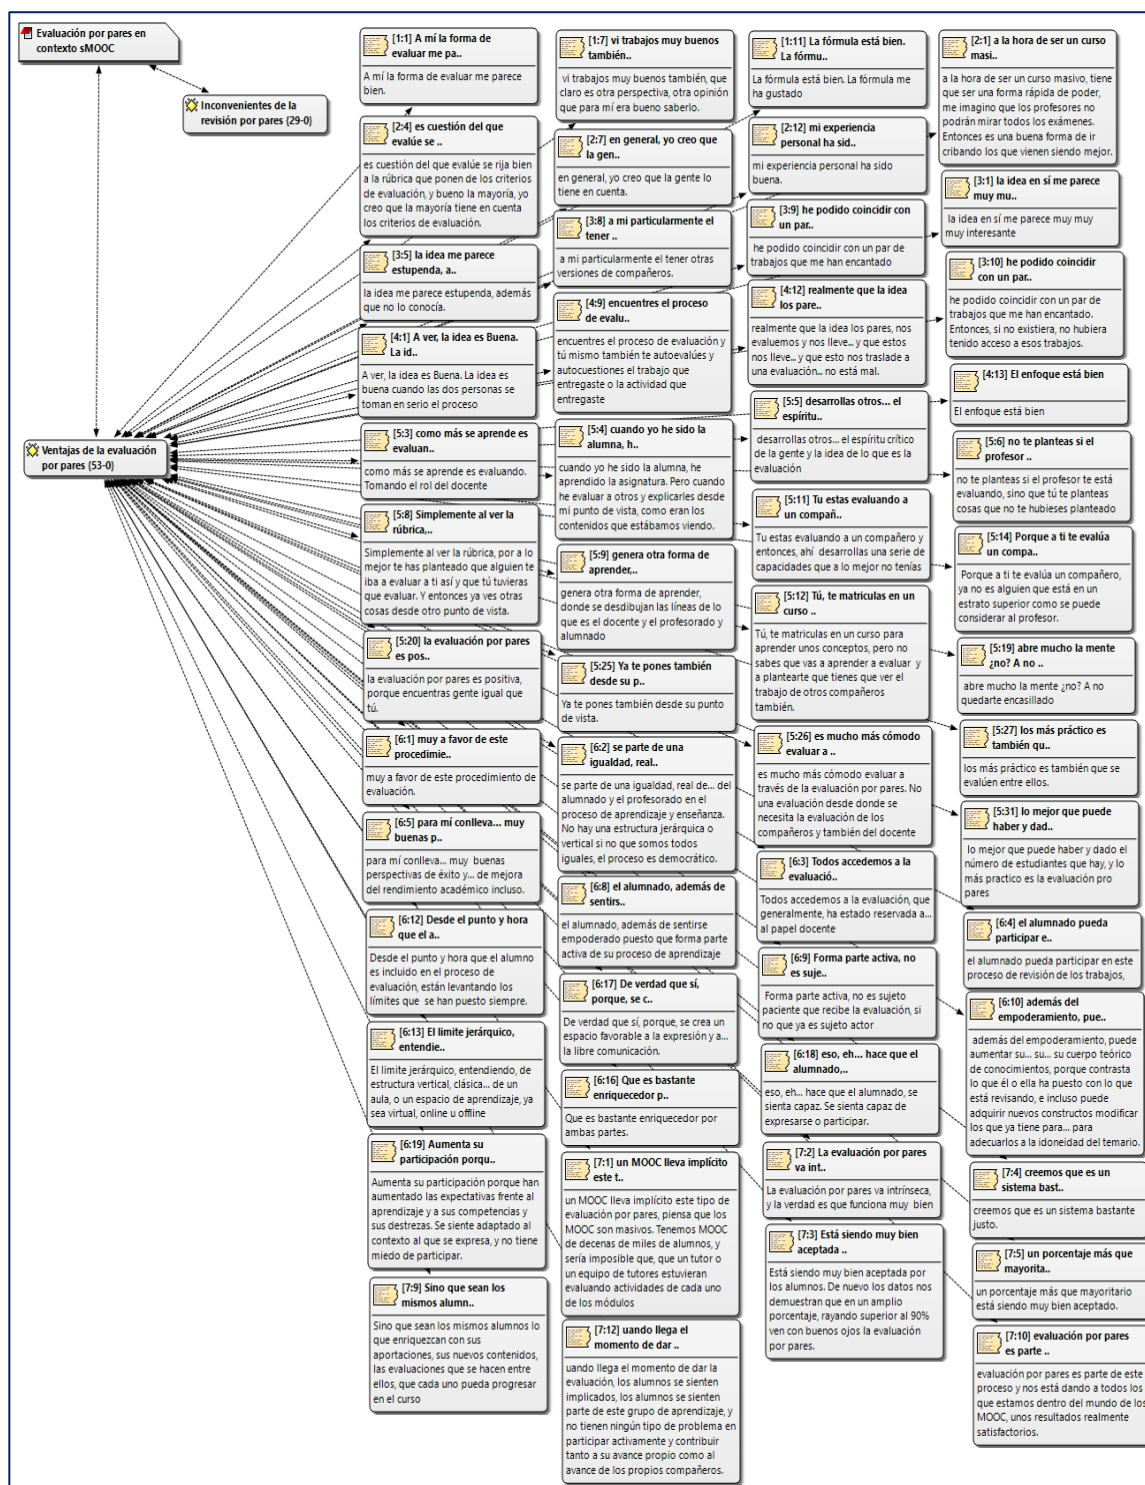 Evaluación por pares en
contexto sMOOC
Inconvenientes de la
revisión por pares {29-0}
Ventajas de la evaluación
por pares {53-0}
[1:1] A mí la forma de
evaluar me pa..
A mí la forma de evaluar me parece
bien.
[2:4] es cuestión del que
evalúe se ..
es cuestión del que evalúe se rija bien
a la rúbrica que ponen de los criterios
de evaluación, y bueno la mayoría, yo
creo que la mayoría tiene en cuenta
los criterios de evaluación.
[3:5] la idea me parece
estupenda, a..
la idea me parece estupenda, además
que no lo conocía.
[4:1] A ver, la idea es Buena.
La id..
A ver, la idea es Buena. La idea es
buena cuando las dos personas se
toman en serio el proceso
[5:3] como más se aprende es
evaluan..
como más se aprende es evaluando.
Tomando el rol del docente
[5:8] Simplemente al ver la
rúbrica,..
Simplemente al ver la rúbrica, por a lo
mejor te has planteado que alguien te
iba a evaluar a ti así y que tú tuvieras
que evaluar. Y entonces ya ves otras
cosas desde otro punto de vista.
[5:20] la evaluación por pares
es pos..
la evaluación por pares es positiva,
porque encuentras gente igual que
tú.
[6:1] muy a favor de este
procedimie..
muy a favor de este procedimiento de
evaluación.
[6:5] para mí conlleva... muy
buenas p..
para mí conlleva... muy  buenas
perspectivas de éxito y... de mejora
del rendimiento académico incluso.
[6:12] Desde el punto y hora
que el a..
Desde el punto y hora que el alumno
es incluido en el proceso de
evaluación, están levantando los
límites que  se han puesto siempre.
[6:13] El limite jerárquico,
entendie..
El limite jerárquico, entendiendo, de
estructura vertical, clásica... de un
aula, o un espacio de aprendizaje, ya
sea virtual, online u offline
[6:19] Aumenta su
participación porqu..
Aumenta su participación porque han
aumentado las expectativas frente al
aprendizaje y a sus competencias y
sus destrezas. Se siente adaptado al
contexto al que se expresa, y no tiene
miedo de participar.
[7:9] Sino que sean los
mismos alumn..
Sino que sean los mismos alumnos lo
que enriquezcan con sus
aportaciones, sus nuevos contenidos,
las evaluaciones que se hacen entre
ellos, que cada uno pueda progresar
en el curso
[1:7] vi trabajos muy buenos
también..
vi trabajos muy buenos también, que
claro es otra perspectiva, otra opinión
que para mí era bueno saberlo.
[2:7] en general, yo creo que
la gen..
en general, yo creo que la gente lo
tiene en cuenta.
[3:8] a mi particularmente el
tener ..
a mi particularmente el tener otras
versiones de compañeros.
[4:9] encuentres el proceso
de evalu..
encuentres el proceso de evaluación y
tú mismo también te autoevalúes y
autocuestiones el trabajo que
entregaste o la actividad que
entregaste
[5:4] cuando yo he sido la
alumna, h..
cuando yo he sido la alumna, he
aprendido la asignatura. Pero cuando
he evaluar a otros y explicarles desde
mi punto de vista, como eran los
contenidos que estábamos viendo.
[5:9] genera otra forma de
aprender,..
genera otra forma de aprender,
donde se desdibujan las líneas de lo
que es el docente y el profesorado y
alumnado
[5:25] Ya te pones también
desde su p..
Ya te pones también desde su punto
de vista.
[6:2] se parte de una
igualdad, real..
se parte de una igualdad, real de... del
alumnado y el profesorado en el
proceso de aprendizaje y enseñanza.
No hay una estructura jerárquica o
vertical si no que somos todos
iguales, el proceso es democrático.
[6:8] el alumnado, además de
sentirs..
el alumnado, además de sentirse
empoderado puesto que forma parte
activa de su proceso de aprendizaje
[6:17] De verdad que sí,
porque, se c..
De verdad que sí, porque, se crea un
espacio favorable a la expresión y a...
la libre comunicación.
[6:16] Que es bastante
enriquecedor p..
Que es bastante enriquecedor por
ambas partes.
[7:1] un MOOC lleva implícito
este t..
un MOOC lleva implícito este tipo de
evaluación por pares, piensa que los
MOOC son masivos. Tenemos MOOC
de decenas de miles de alumnos, y
sería imposible que, que un tutor o
un equipo de tutores estuvieran
evaluando actividades de cada uno
de los módulos
[7:12] uando llega el
momento de dar ..
uando llega el momento de dar la
evaluación, los alumnos se sienten
implicados, los alumnos se sienten
parte de este grupo de aprendizaje, y
no tienen ningún tipo de problema en
participar activamente y contribuir
tanto a su avance propio como al
avance de los propios compañeros.
[1:11] La fórmula está bien.
La fórmu..
La fórmula está bien. La fórmula me
ha gustado
[2:12] mi experiencia
personal ha sid..
mi experiencia personal ha sido
buena.
[3:9] he podido coincidir con
un par..
he podido coincidir con un par de
trabajos que me han encantado
[4:12] realmente que la idea
los pare..
realmente que la idea los pares, nos
evaluemos y nos lleve... y que estos
nos lleve... y que esto nos traslade a
una evaluación... no está mal.
[5:5] desarrollas otros... el
espíritu..
desarrollas otros... el espíritu crítico
de la gente y la idea de lo que es la
evaluación
[5:11] Tu estas evaluando a
un compañ..
Tu estas evaluando a un compañero y
entonces, ahí  desarrollas una serie de
capacidades que a lo mejor no tenías
[5:12] Tú, te matriculas en un
curso ..
Tú, te matriculas en un curso para
aprender unos conceptos, pero no
sabes que vas a aprender a evaluar  y
a plantearte que tienes que ver el
trabajo de otros compañeros
también.
[5:26] es mucho más cómodo
evaluar a ..
es mucho más cómodo evaluar a
través de la evaluación por pares. No
una evaluación desde donde se
necesita la evaluación de los
compañeros y también del docente
[6:3] Todos accedemos a la
evaluació..
Todos accedemos a la evaluación, que
generalmente, ha estado reservada a...
al papel docente
[6:9] Forma parte activa, no
es suje..
Forma parte activa, no es sujeto
paciente que recibe la evaluación, si
no que ya es sujeto actor
[6:18] eso, eh... hace que el
alumnado,..
eso, eh... hace que el alumnado, se
sienta capaz. Se sienta capaz de
expresarse o participar.
[7:2] La evaluación por pares
va int..
La evaluación por pares va intrínseca,
y la verdad es que funciona muy  bien
[7:3] Está siendo muy bien
aceptada ..
Está siendo muy bien aceptada por
los alumnos. De nuevo los datos nos
demuestran que en un amplio
porcentaje, rayando superior al 90%
ven con buenos ojos la evaluación
por pares.
[2:1] a la hora de ser un curso
masi..
a la hora de ser un curso masivo, tiene
que ser una forma rápida de poder,
me imagino que los profesores no
podrán mirar todos los exámenes.
Entonces es una buena forma de ir
cribando los que vienen siendo mejor.
[3:1] la idea en sí me parece
muy mu..
la idea en sí me parece muy muy
muy interesante
[3:10] he podido coincidir
con un par..
he podido coincidir con un par de
trabajos que me han encantado.
Entonces, si no existiera, no hubiera
tenido acceso a esos trabajos.
[4:13] El enfoque está bien
El enfoque está bien
[5:6] no te planteas si el
profesor ..
no te planteas si el profesor te está
evaluando, sino que tú te planteas
cosas que no te hubieses planteado
[5:14] Porque a ti te evalúa
un compa..
Porque a ti te evalúa un compañero,
ya no es alguien que está en un
estrato superior como se puede
considerar al profesor.
[5:19] abre mucho la mente
¿no? A no ..
abre mucho la mente ¿no? A no
quedarte encasillado
[5:27] los más práctico es
también qu..
los más práctico es también que se
evalúen entre ellos.
[5:31] lo mejor que puede
haber y dad..
lo mejor que puede haber y dado el
número de estudiantes que hay, y lo
más practico es la evaluación pro
pares
[6:4] el alumnado pueda
participar e..
el alumnado pueda participar en este
proceso de revisión de los trabajos,
[6:10] además del
empoderamiento, pue..
además del empoderamiento, puede
aumentar su... su... su cuerpo teórico
de conocimientos, porque contrasta
lo que él o ella ha puesto con lo que
está revisando, e incluso puede
adquirir nuevos constructos modificar
los que ya tiene para... para
adecuarlos a la idoneidad del temario.
[7:4] creemos que es un
sistema bast..
creemos que es un sistema bastante
justo.
[7:5] un porcentaje más que
mayorita..
un porcentaje más que mayoritario
está siendo muy bien aceptado.
[7:10] evaluación por pares
es parte ..
evaluación por pares es parte de este
proceso y nos está dando a todos los
que estamos dentro del mundo de los
MOOC, unos resultados realmente
satisfactorios.